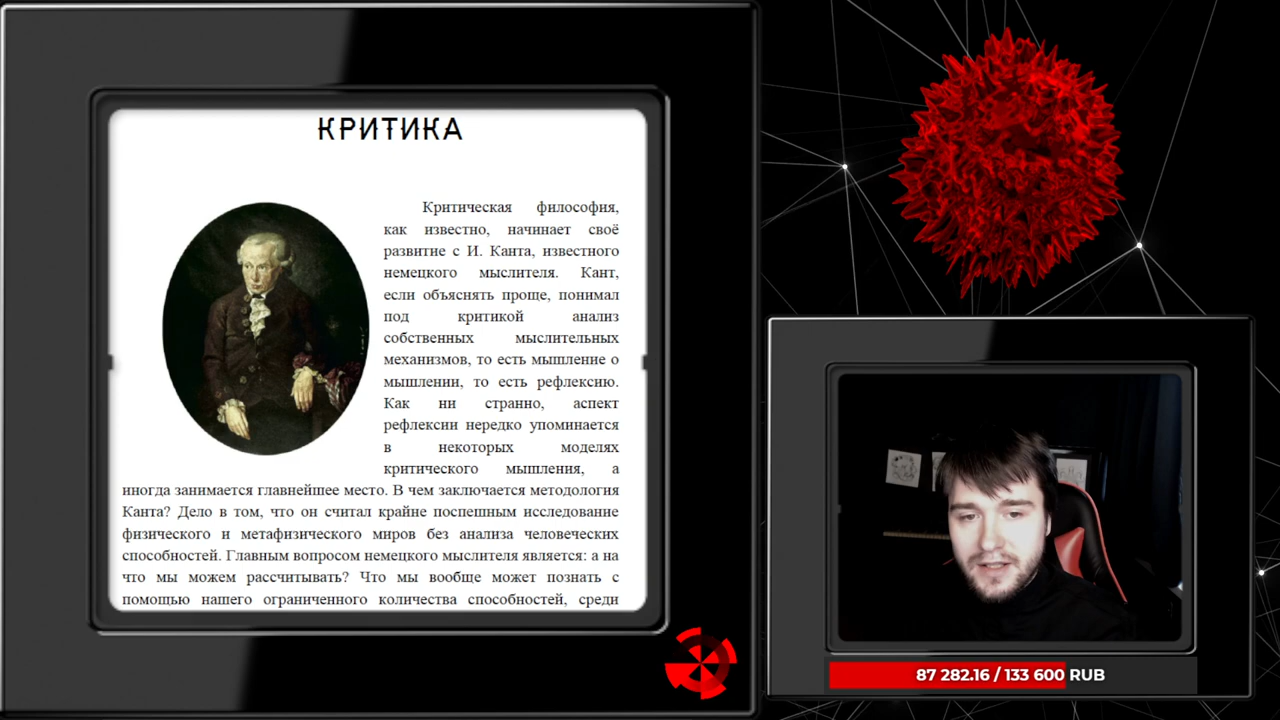 КРИТИКА
Критическая философия,
как известно, начинает своё
развитие с И. Канта, известного
немецкого мыслителя. Кант,
если объяснять проще, понимал
под критикой анализ
собственных мыслительных
механизмов, то есть мышление о
мышлении, то есть рефлексию.
Как ни странно, аспект
рефлексии нередко упоминается
в некоторых моделях
критического мышления, а
иногда занимается главнейшее место. В чем заключается методология
Канта? Дело в том, что он считал крайне поспешным исследование
физического и метафизического миров без анализа человеческих
способностей. Главным вопросом немецкого мыслителя является: а на
что мы можем рассчитывать? Что мы вообще может познать с
помощью нашего ограниченного количества способностей, среди
87 282.16 / 133 600 RUB